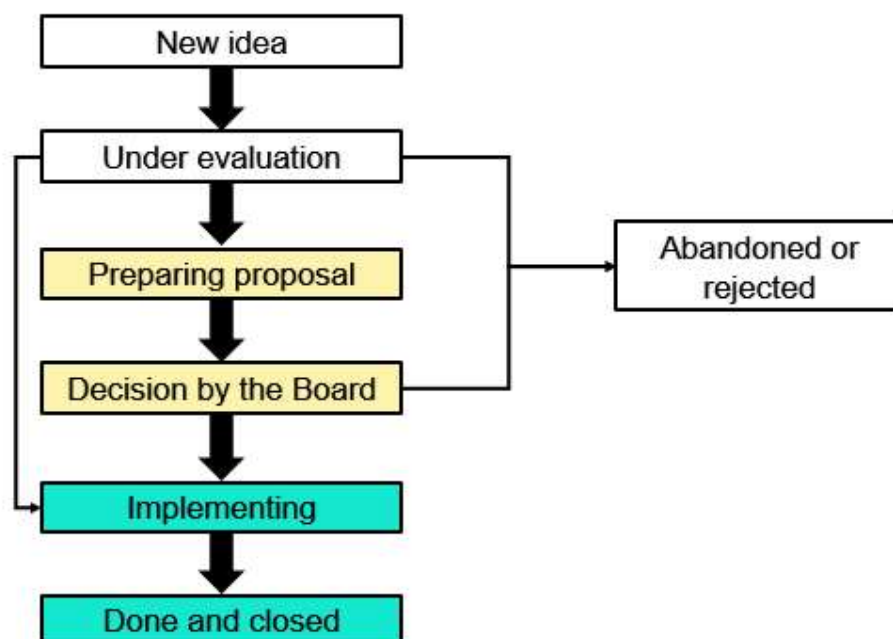 New idea
Under evaluation
Preparing proposal
Decision by the Board
Implementing
Done and closed
Abandoned or
rejected